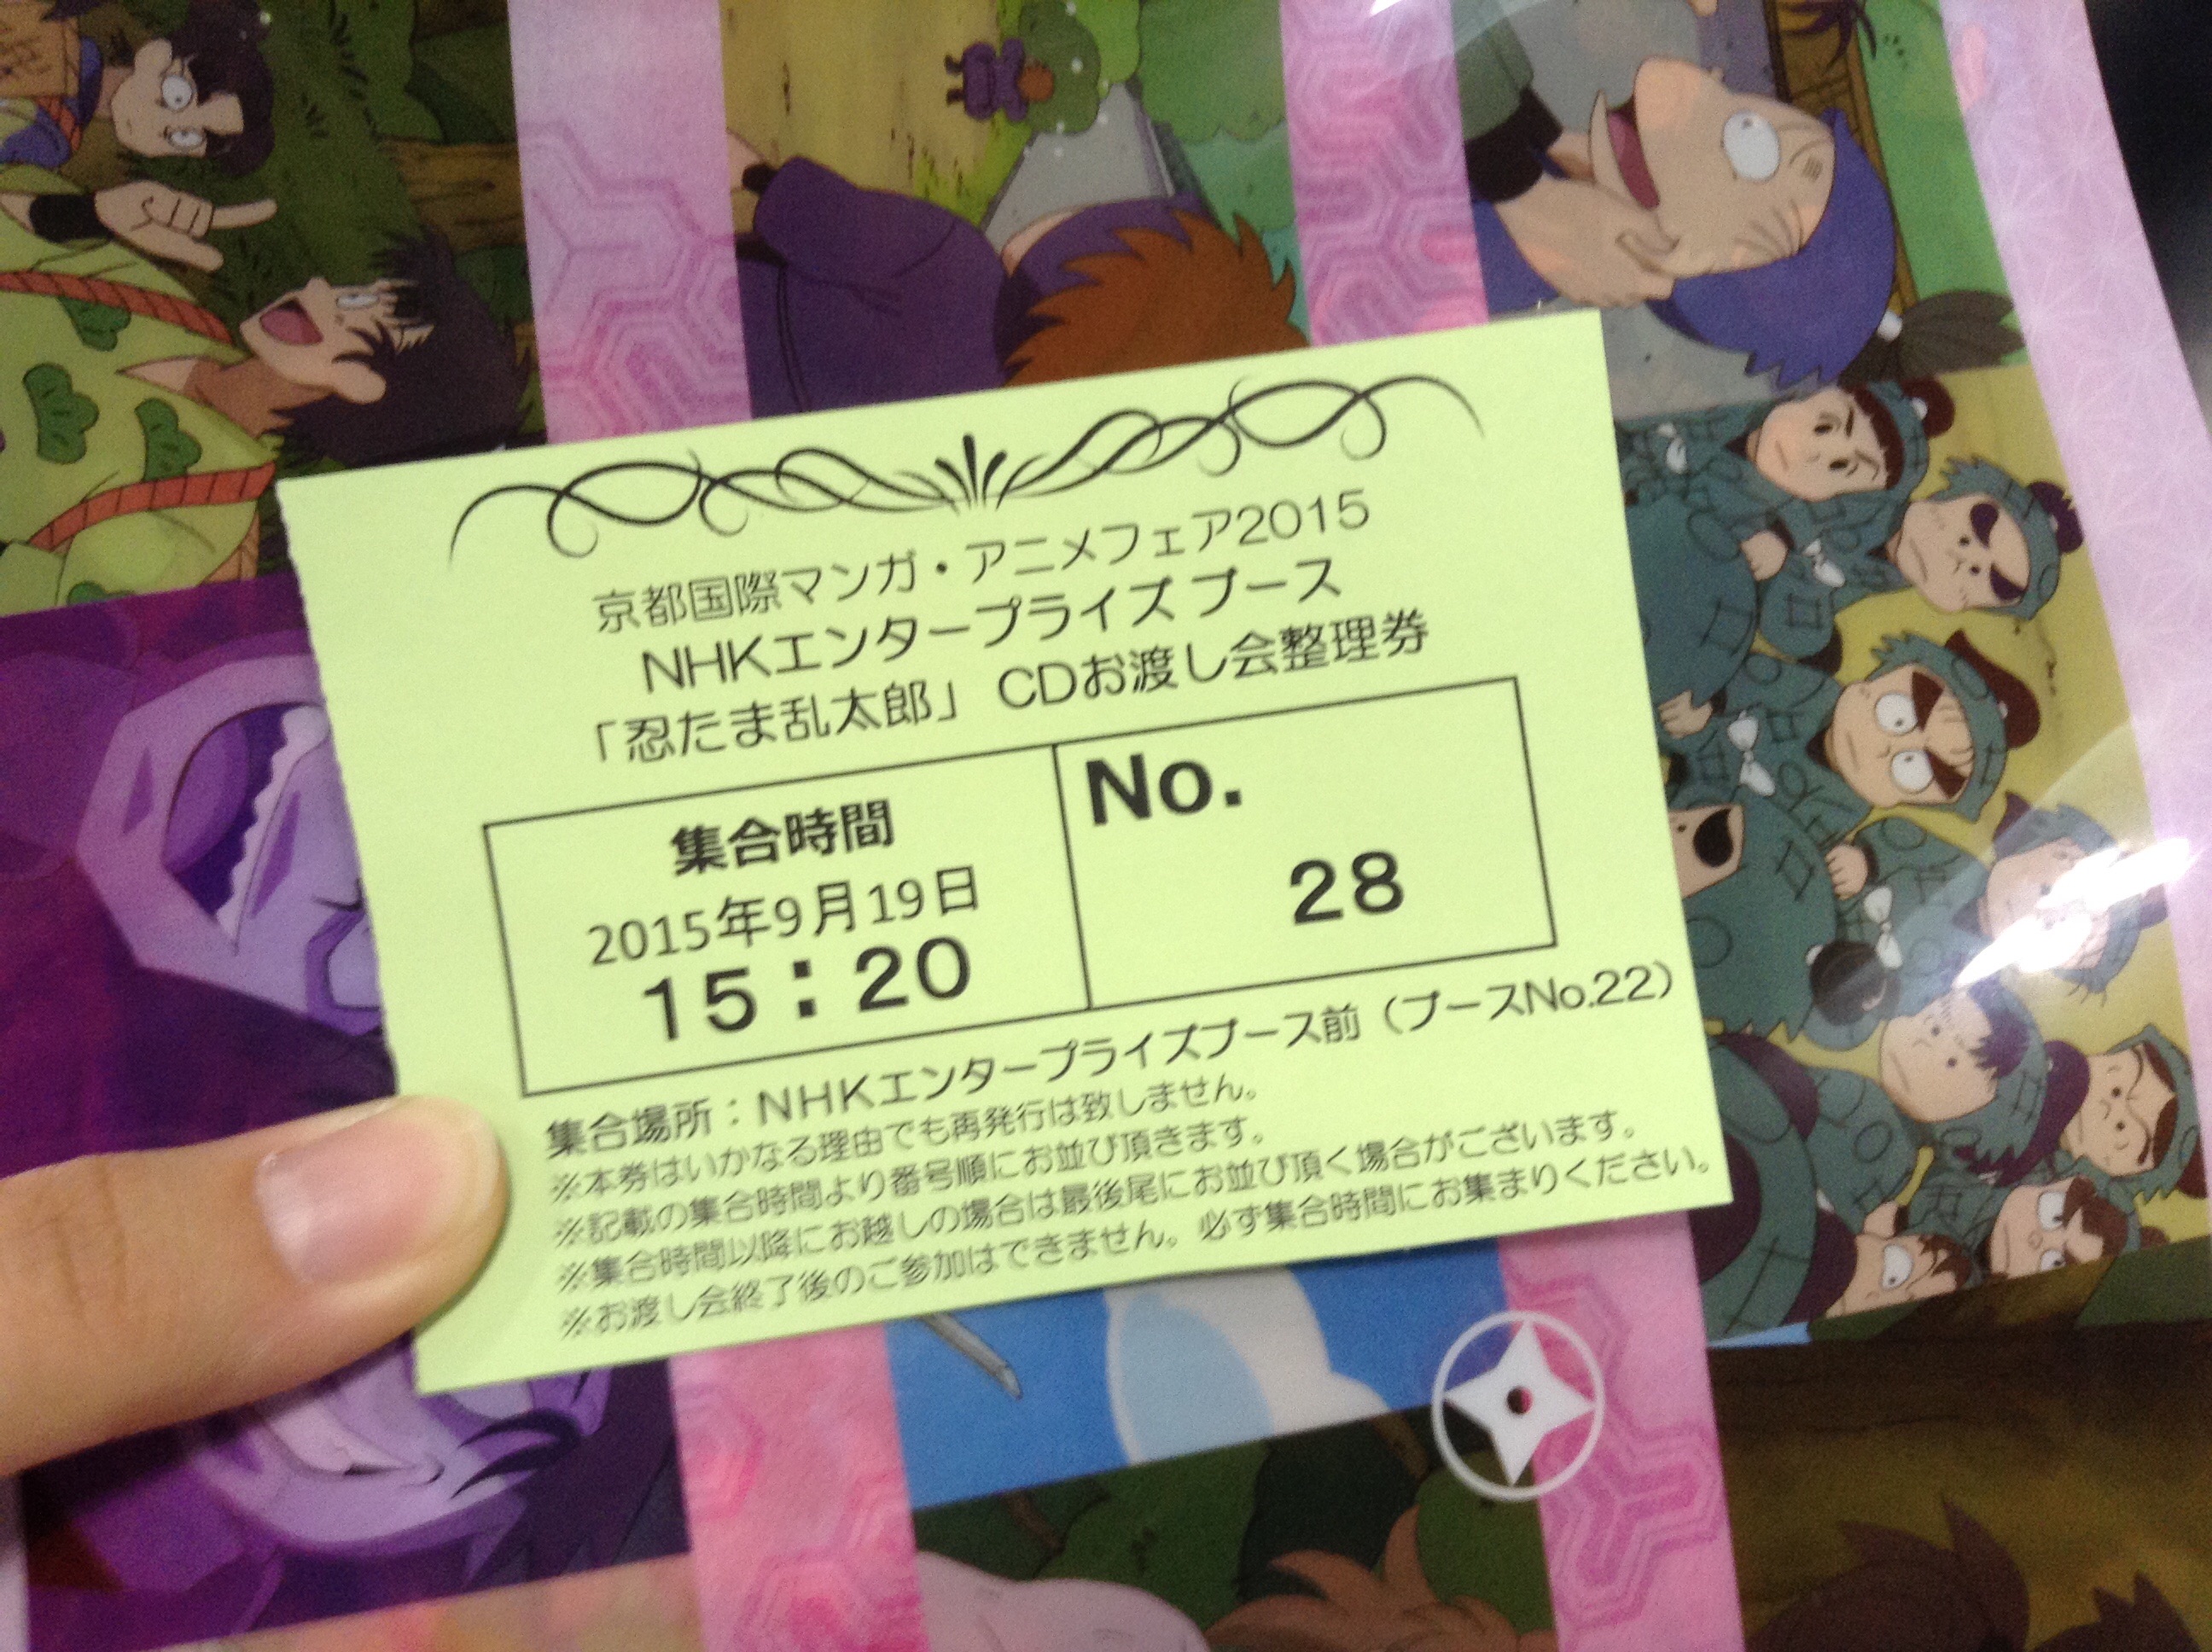 京都国際マンガ・アニメフェア2015
NHKエンタープライズ ブース
「忍たま乱太郎」 CDお渡し会整理券
集合時間
2015年9月19日
15：20
No.
28
集合場所：NHKエンタープライズブース前（ブースNo.22）
※本券はいかなる理由でも再発行は致しません。
※記載の集合時間より番号順にお並び頂きます。
※集合時間以降にお越しの場合は最後尾にお並び頂く場合がございます。
※お渡し会終了後のご参加はできません。必ず集合時間にお集まりください。